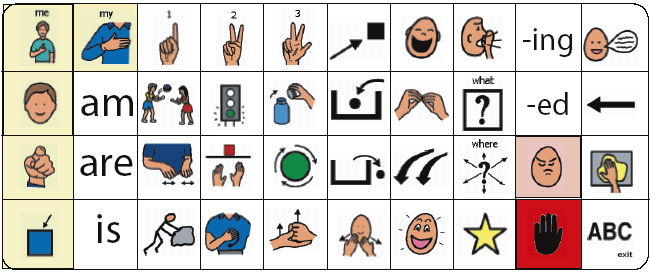 me my 1 2 3 -ing
am what ? -ed
are where ?
is ABC
exit